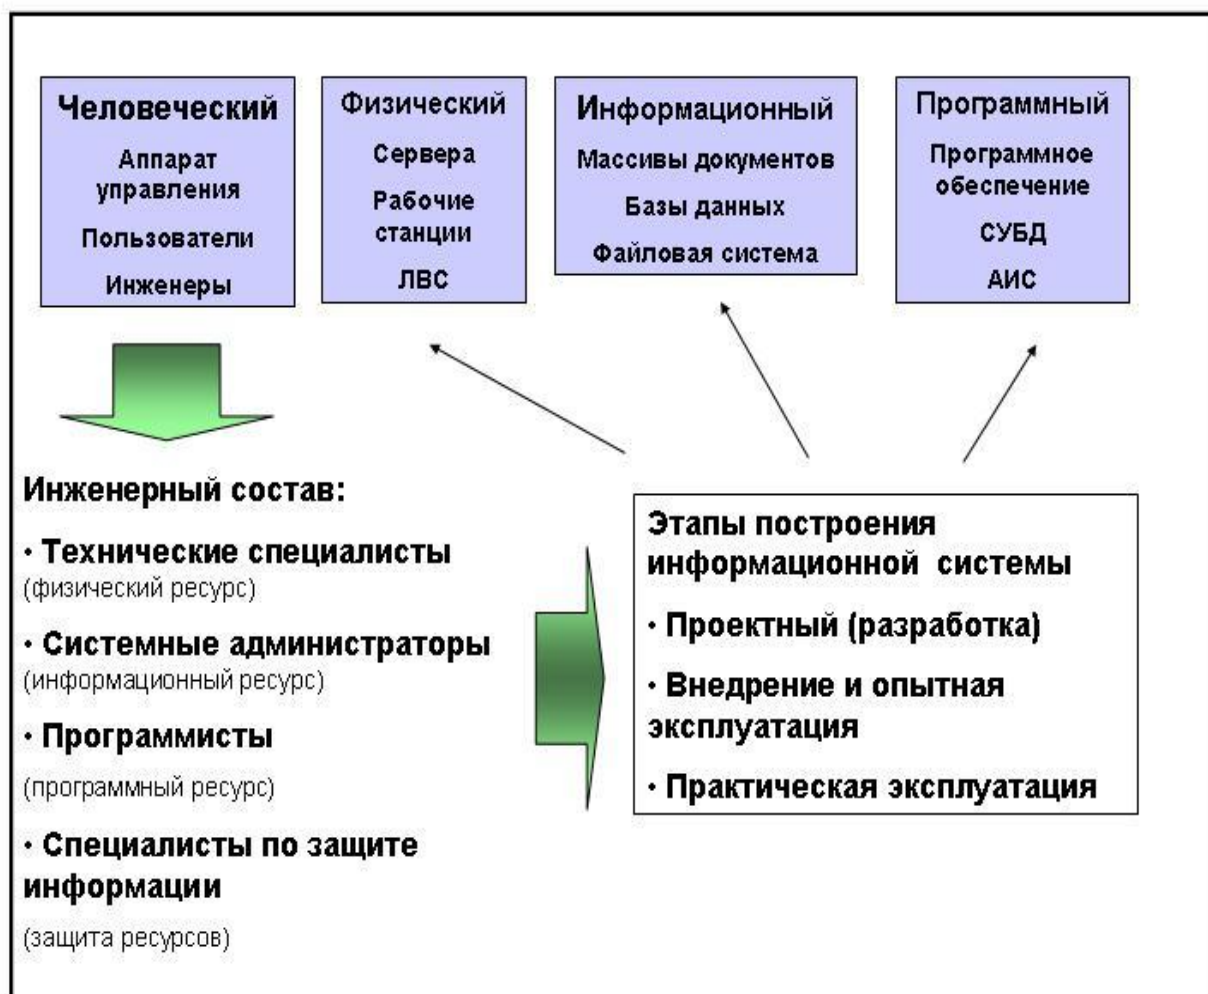 Человеческий
Аппарат
управления
Пользователи
Инженеры
Физический
Сервера
Рабочие
станции
ЛВС
Информационный
Массивы документов
Базы данных
Файловая система
Программный
Программное
обеспечение
СУБД
АИС
Инженерный состав:
· Технические специалисты
(физический ресурс)
· Системные администраторы
(информационный ресурс)
· Программисты
(программный ресурс)
· Специалисты по защите
информации
(защита ресурсов)
Этапы построения
информационной системы
· Проектный (разработка)
· Внедрение и опытная
эксплуатация
· Практическая эксплуатация